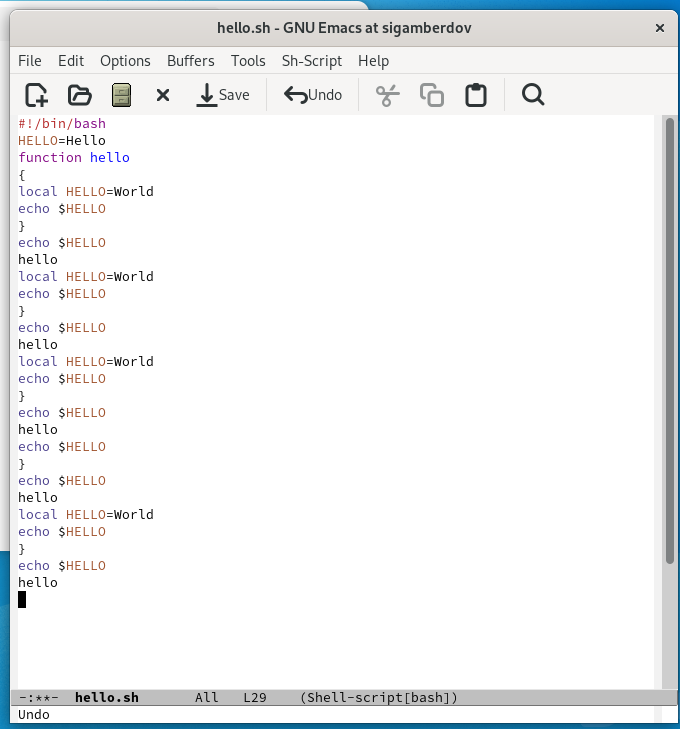 hello.sh - GNU Emacs at sigamberdov
File Edit Options Buffers Tools Sh-Script Help
Save Undo
#!/bin/bash
HELLO=Hello
function hello
{
local HELLO=World
echo $HELLO
}
echo $HELLO
hello
local HELLO=World
echo $HELLO
}
echo $HELLO
hello
local HELLO=World
echo $HELLO
}
echo $HELLO
hello
echo $HELLO
}
echo $HELLO
hello
local HELLO=World
echo $HELLO
}
echo $HELLO
hello
-:**- hello.sh All L29 (Shell-script[bash])
Undo